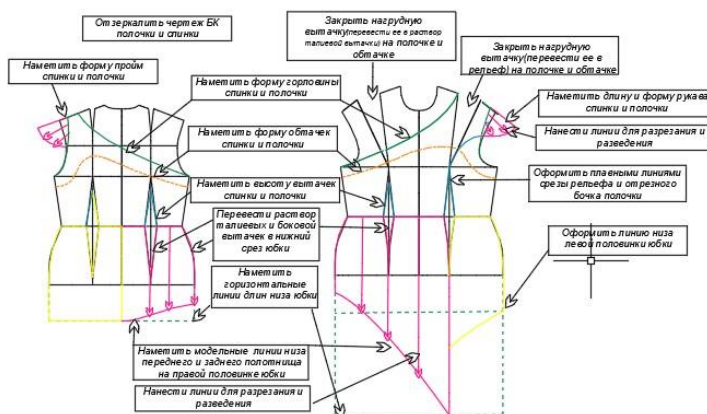 Отзеркалить чертеж БК
полочки и спинки
Закрыть нагрудную
вытачку(перевести ее в раствор
талиевой вытачки) на полочке и
обтачке
Закрыть нагрудную
вытачку(перевести ее в
рельеф) на полочке и обтачке
Наметить форму пройм
спинки и полочки
Наметить форму горловины
спинки и полочки
Наметить длину и форму рукава
спинки и полочки
Наметить форму обтачек
спинки и полочки
Нанести линии для разрезания и
разведения
Наметить высоту вытачек
спинки и полочки
Оформить плавными линиями
срезы рельефа и отрезного
бочка полочки
Перевести раствор
талиевых и боковой
вытачек в нижний
срез юбки
Оформить линию низа
левой половинки юбки
Наметить
горизонтальные
линии длин низа юбки
Наметить модельные линии низа
переднего и заднего полотнища
на правой половинке юбки
Нанести линии для разрезания и
разведения